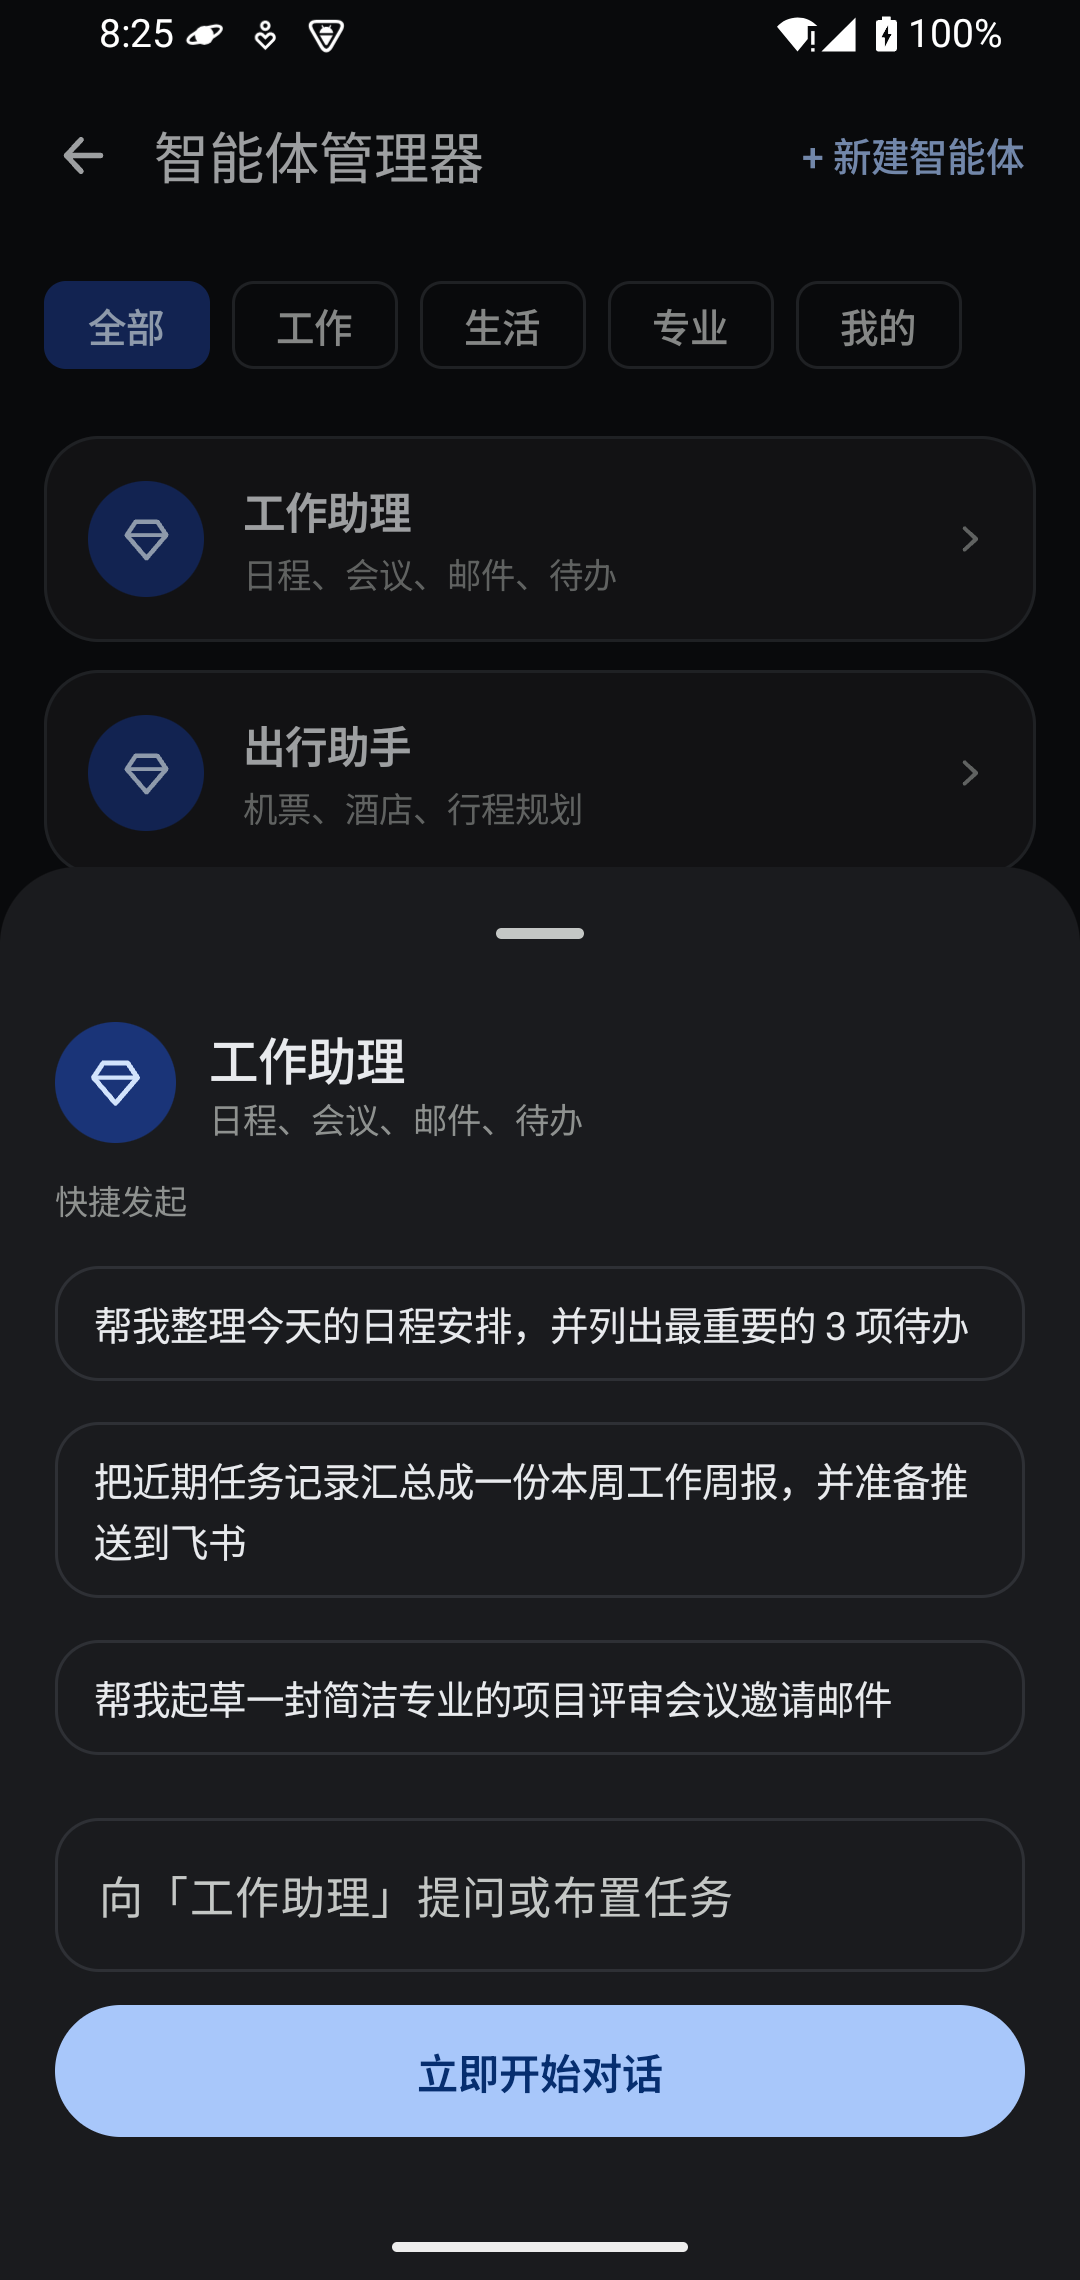 8:25
100%
智能体管理器
+ 新建智能体
全部
工作
生活
专业
我的
工作助理
日程、会议、邮件、待办
出行助手
机票、酒店、行程规划
工作助理
日程、会议、邮件、待办
快捷发起
帮我整理今天的日程安排，并列出最重要的 3 项待办
把近期任务记录汇总成一份本周工作周报，并准备推
送到飞书
帮我起草一封简洁专业的项目评审会议邀请邮件
向「工作助理」提问或布置任务
立即开始对话